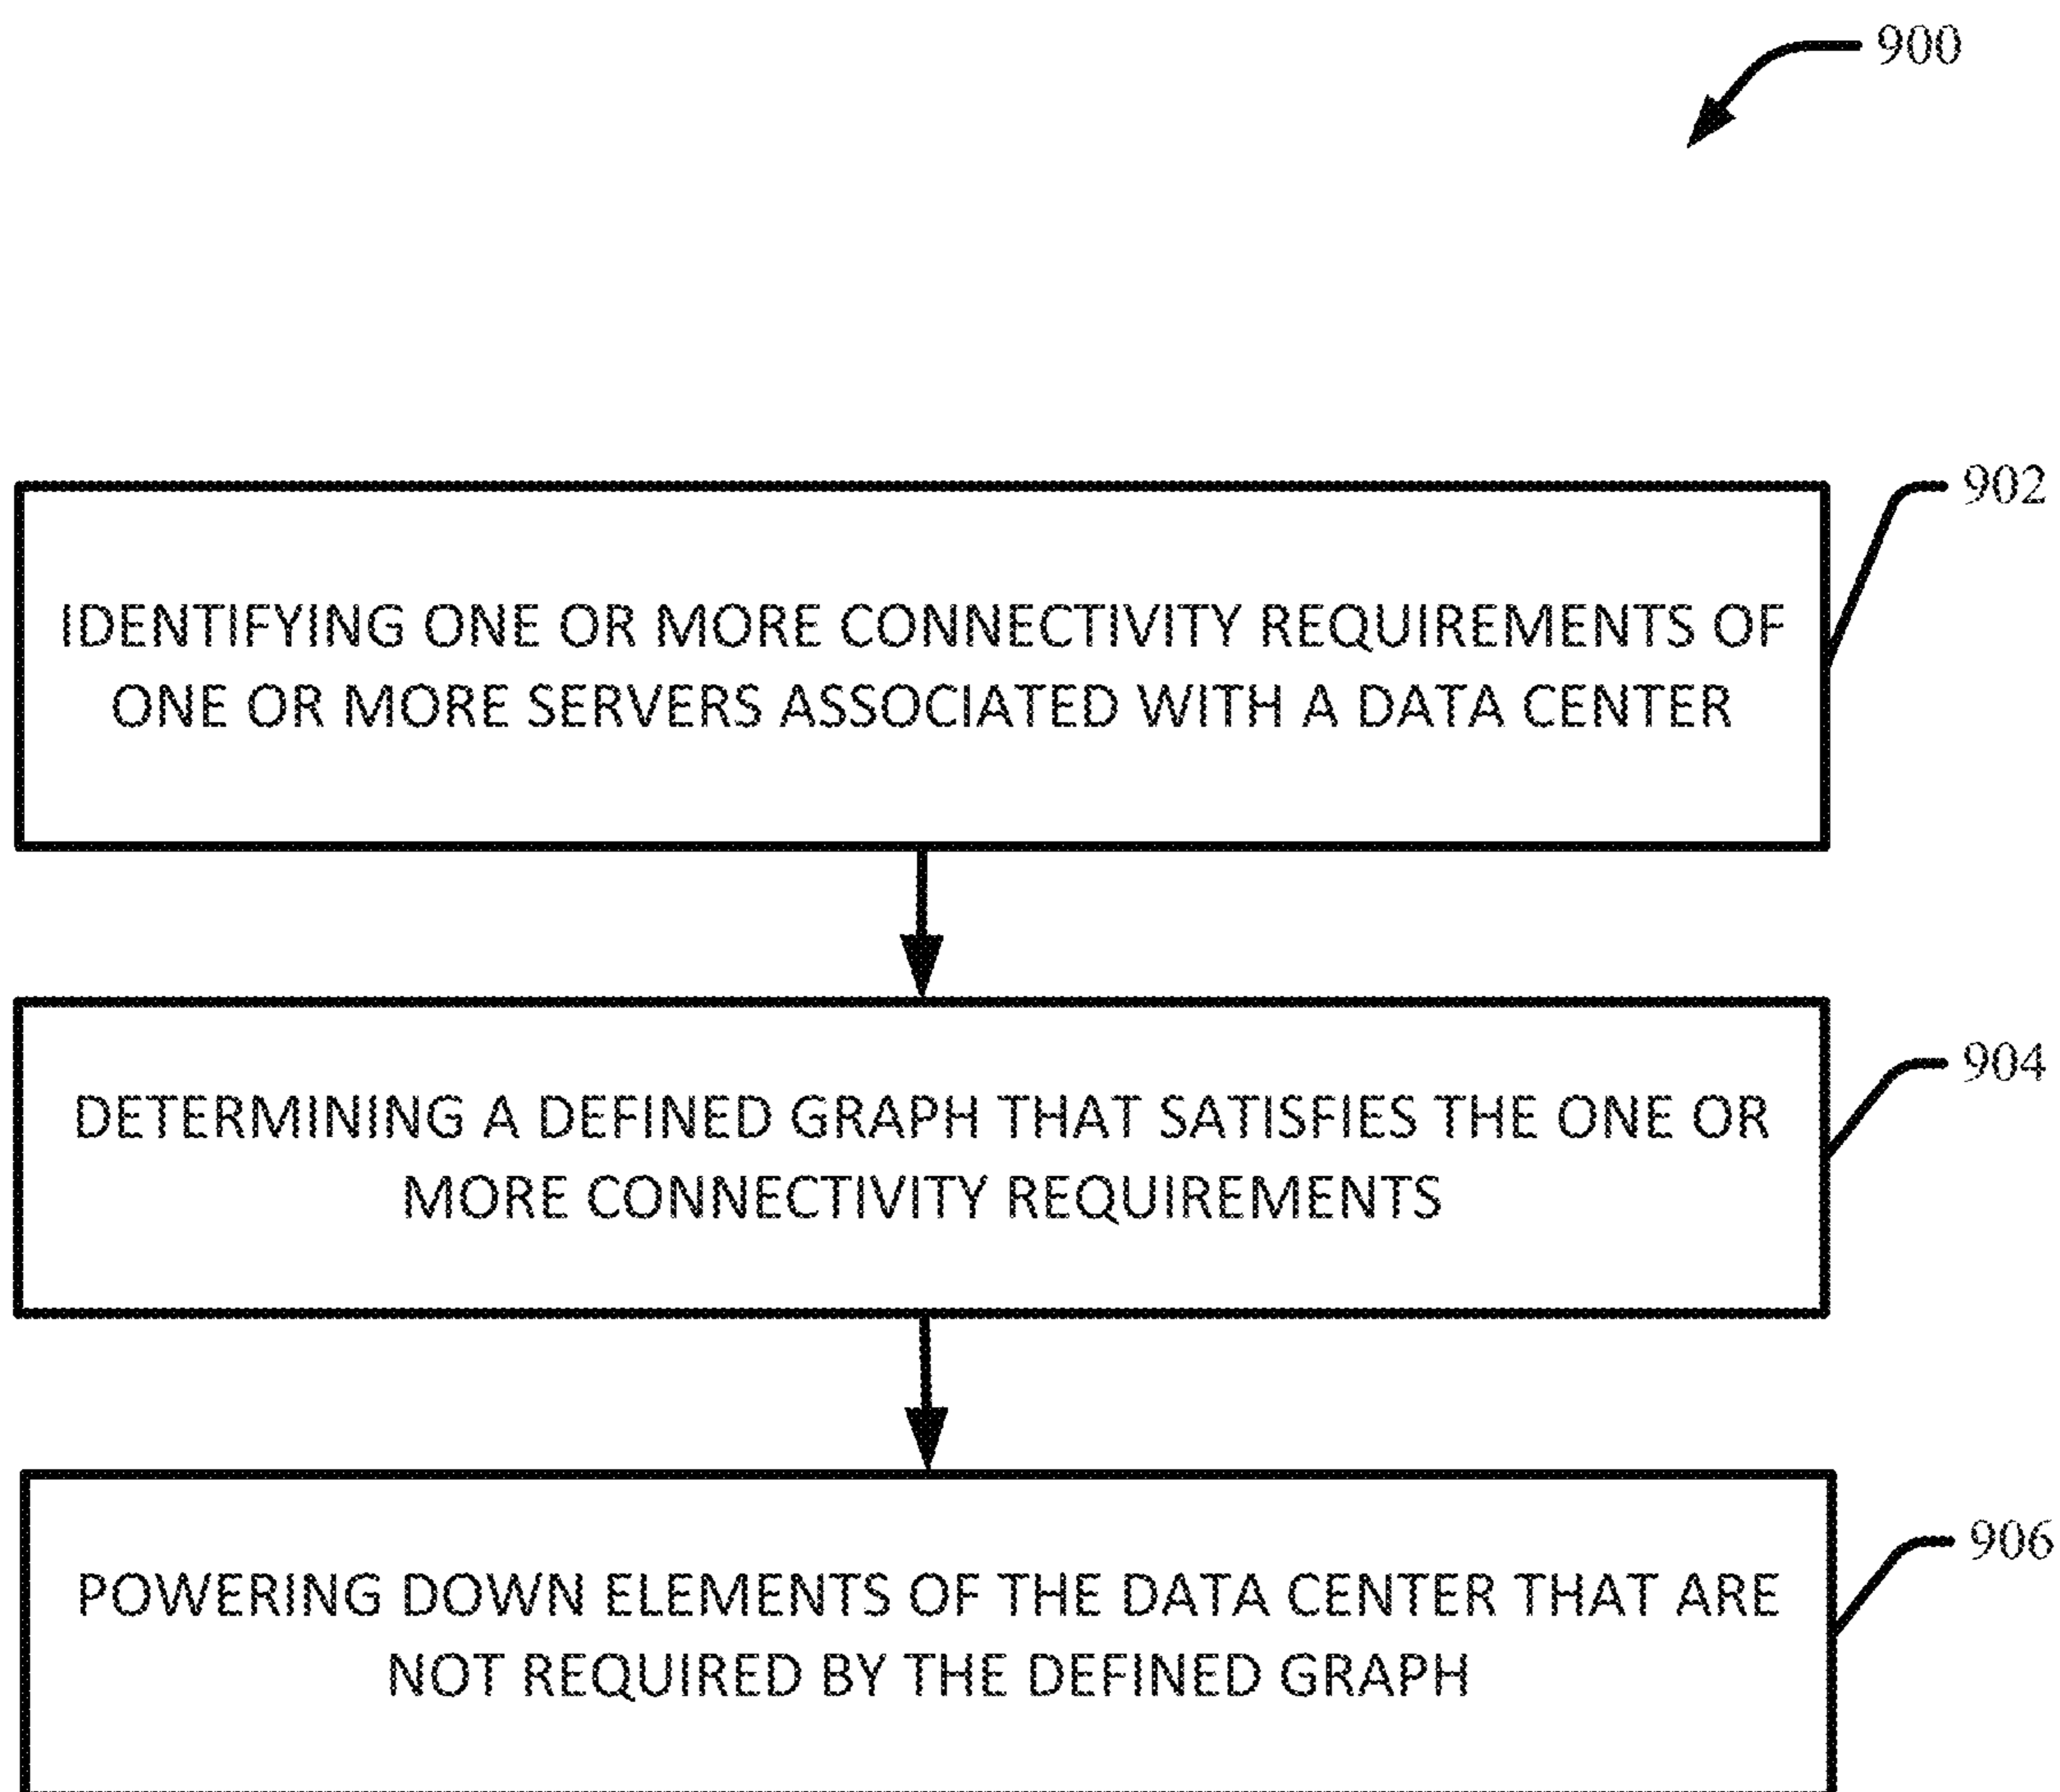 900
902
IDENTIFYING ONE OR MORE CONNECTIVITY REQUIREMENTS OF
ONE OR MORE SERVERS ASSOCIATED WITH A DATA CENTER
904
DETERMINING A DEFINED GRAPH THAT SATISFIES THE ONE OR
MORE CONNECTIVITY REQUIREMENTS
906
POWERING DOWN ELEMENTS OF THE DATA CENTER THAT ARE
NOT REQUIRED BY THE DEFINED GRAPH